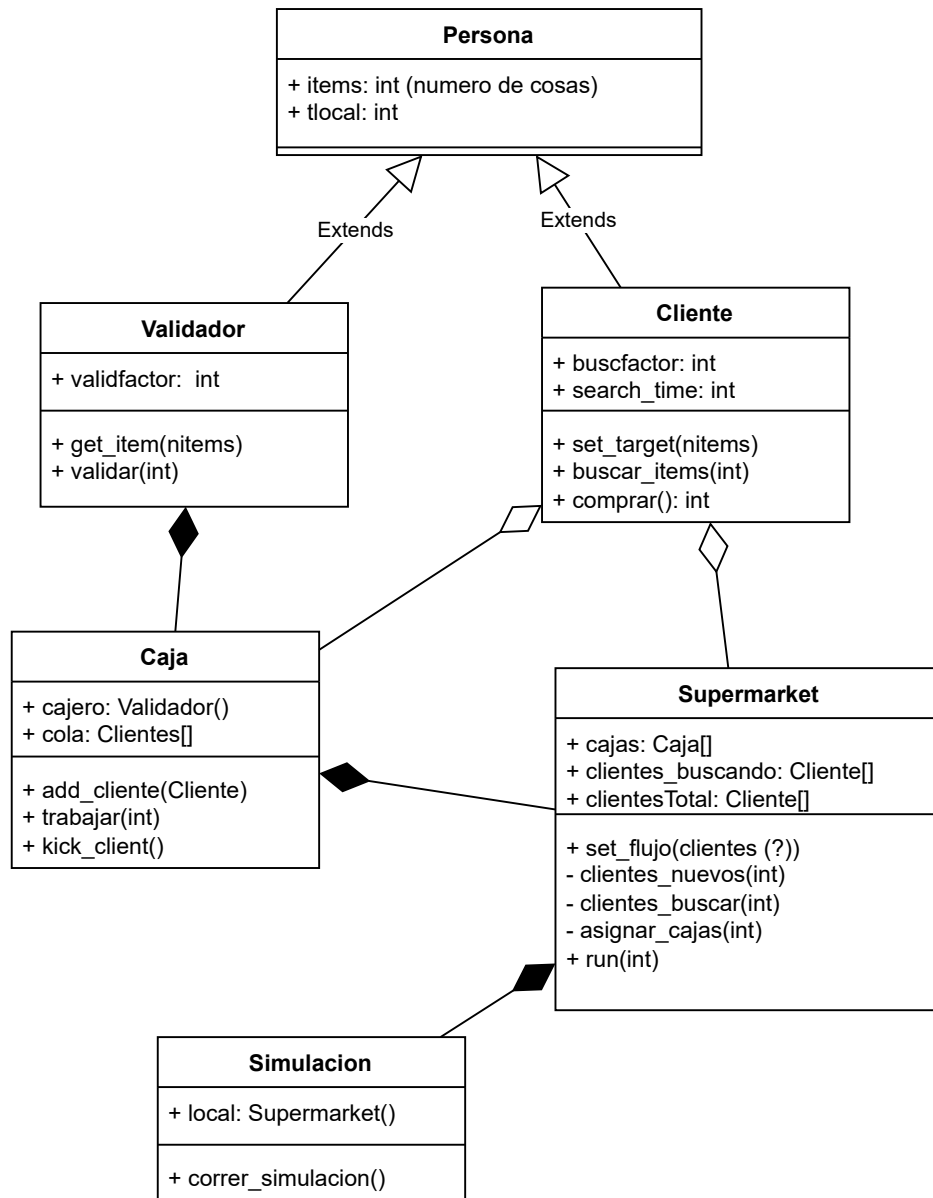 Persona
+ items: int (numero de cosas)
+ tlocal: int
Extends
Extends
Validador
+ validfactor:  int
+ get_item(nitems)
+ validar(int)
Cliente
+ buscfactor: int
+ search_time: int
+ set_target(nitems)
+ buscar_items(int)
+ comprar(): int
Caja
+ cajero: Validador()
+ cola: Clientes[]
+ add_cliente(Cliente)
+ trabajar(int)
+ kick_client()
Supermarket
+ cajas: Caja[]
+ clientes_buscando: Cliente[]
+ clientesTotal: Cliente[]
+ set_flujo(clientes (?))
- clientes_nuevos(int)
- clientes_buscar(int)
- asignar_cajas(int)
+ run(int)
Simulacion
+ local: Supermarket()
+ correr_simulacion()